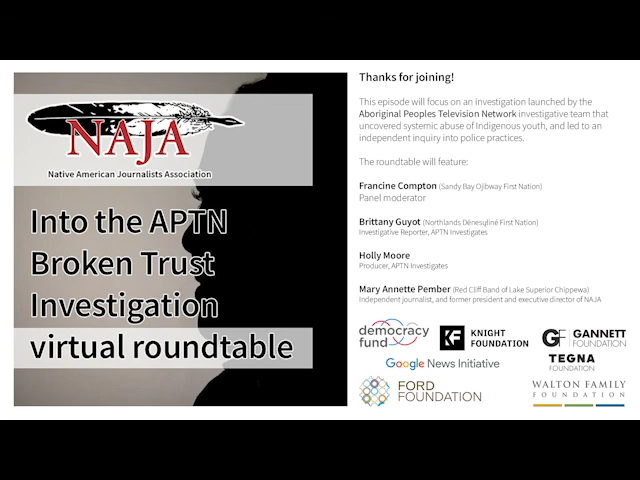 NAJA
Native American Journalists Association
Into the APTN
Broken Trust
Investigation
virtual roundtable
Thanks for joining!
This episode will focus on an investigation launched by the
Aboriginal Peoples Television Network investigative team that
uncovered systemic abuse of Indigenous youth, and led to an
independent inquiry into police practices.
The roundtable will feature:
Francine Compton (Sandy Bay Ojibway First Nation)
Panel moderator
Brittany Guyot (Northlands Denesųłiné First Nation)
Investigative Reporter, APTN Investigates
Holly Moore
Producer, APTN Investigates
Mary Annette Pember (Red Cliff Band of Lake Superior Chippewa)
Independent journalist, and former president and executive director of NAJA
democracy
fund
KF
KNIGHT
FOUNDATION
GF
GANNETT
FOUNDATION
Google News Initiative
TEGNA
FOUNDATION
FORD
FOUNDATION
WALTON FAMILY
FOUNDATION